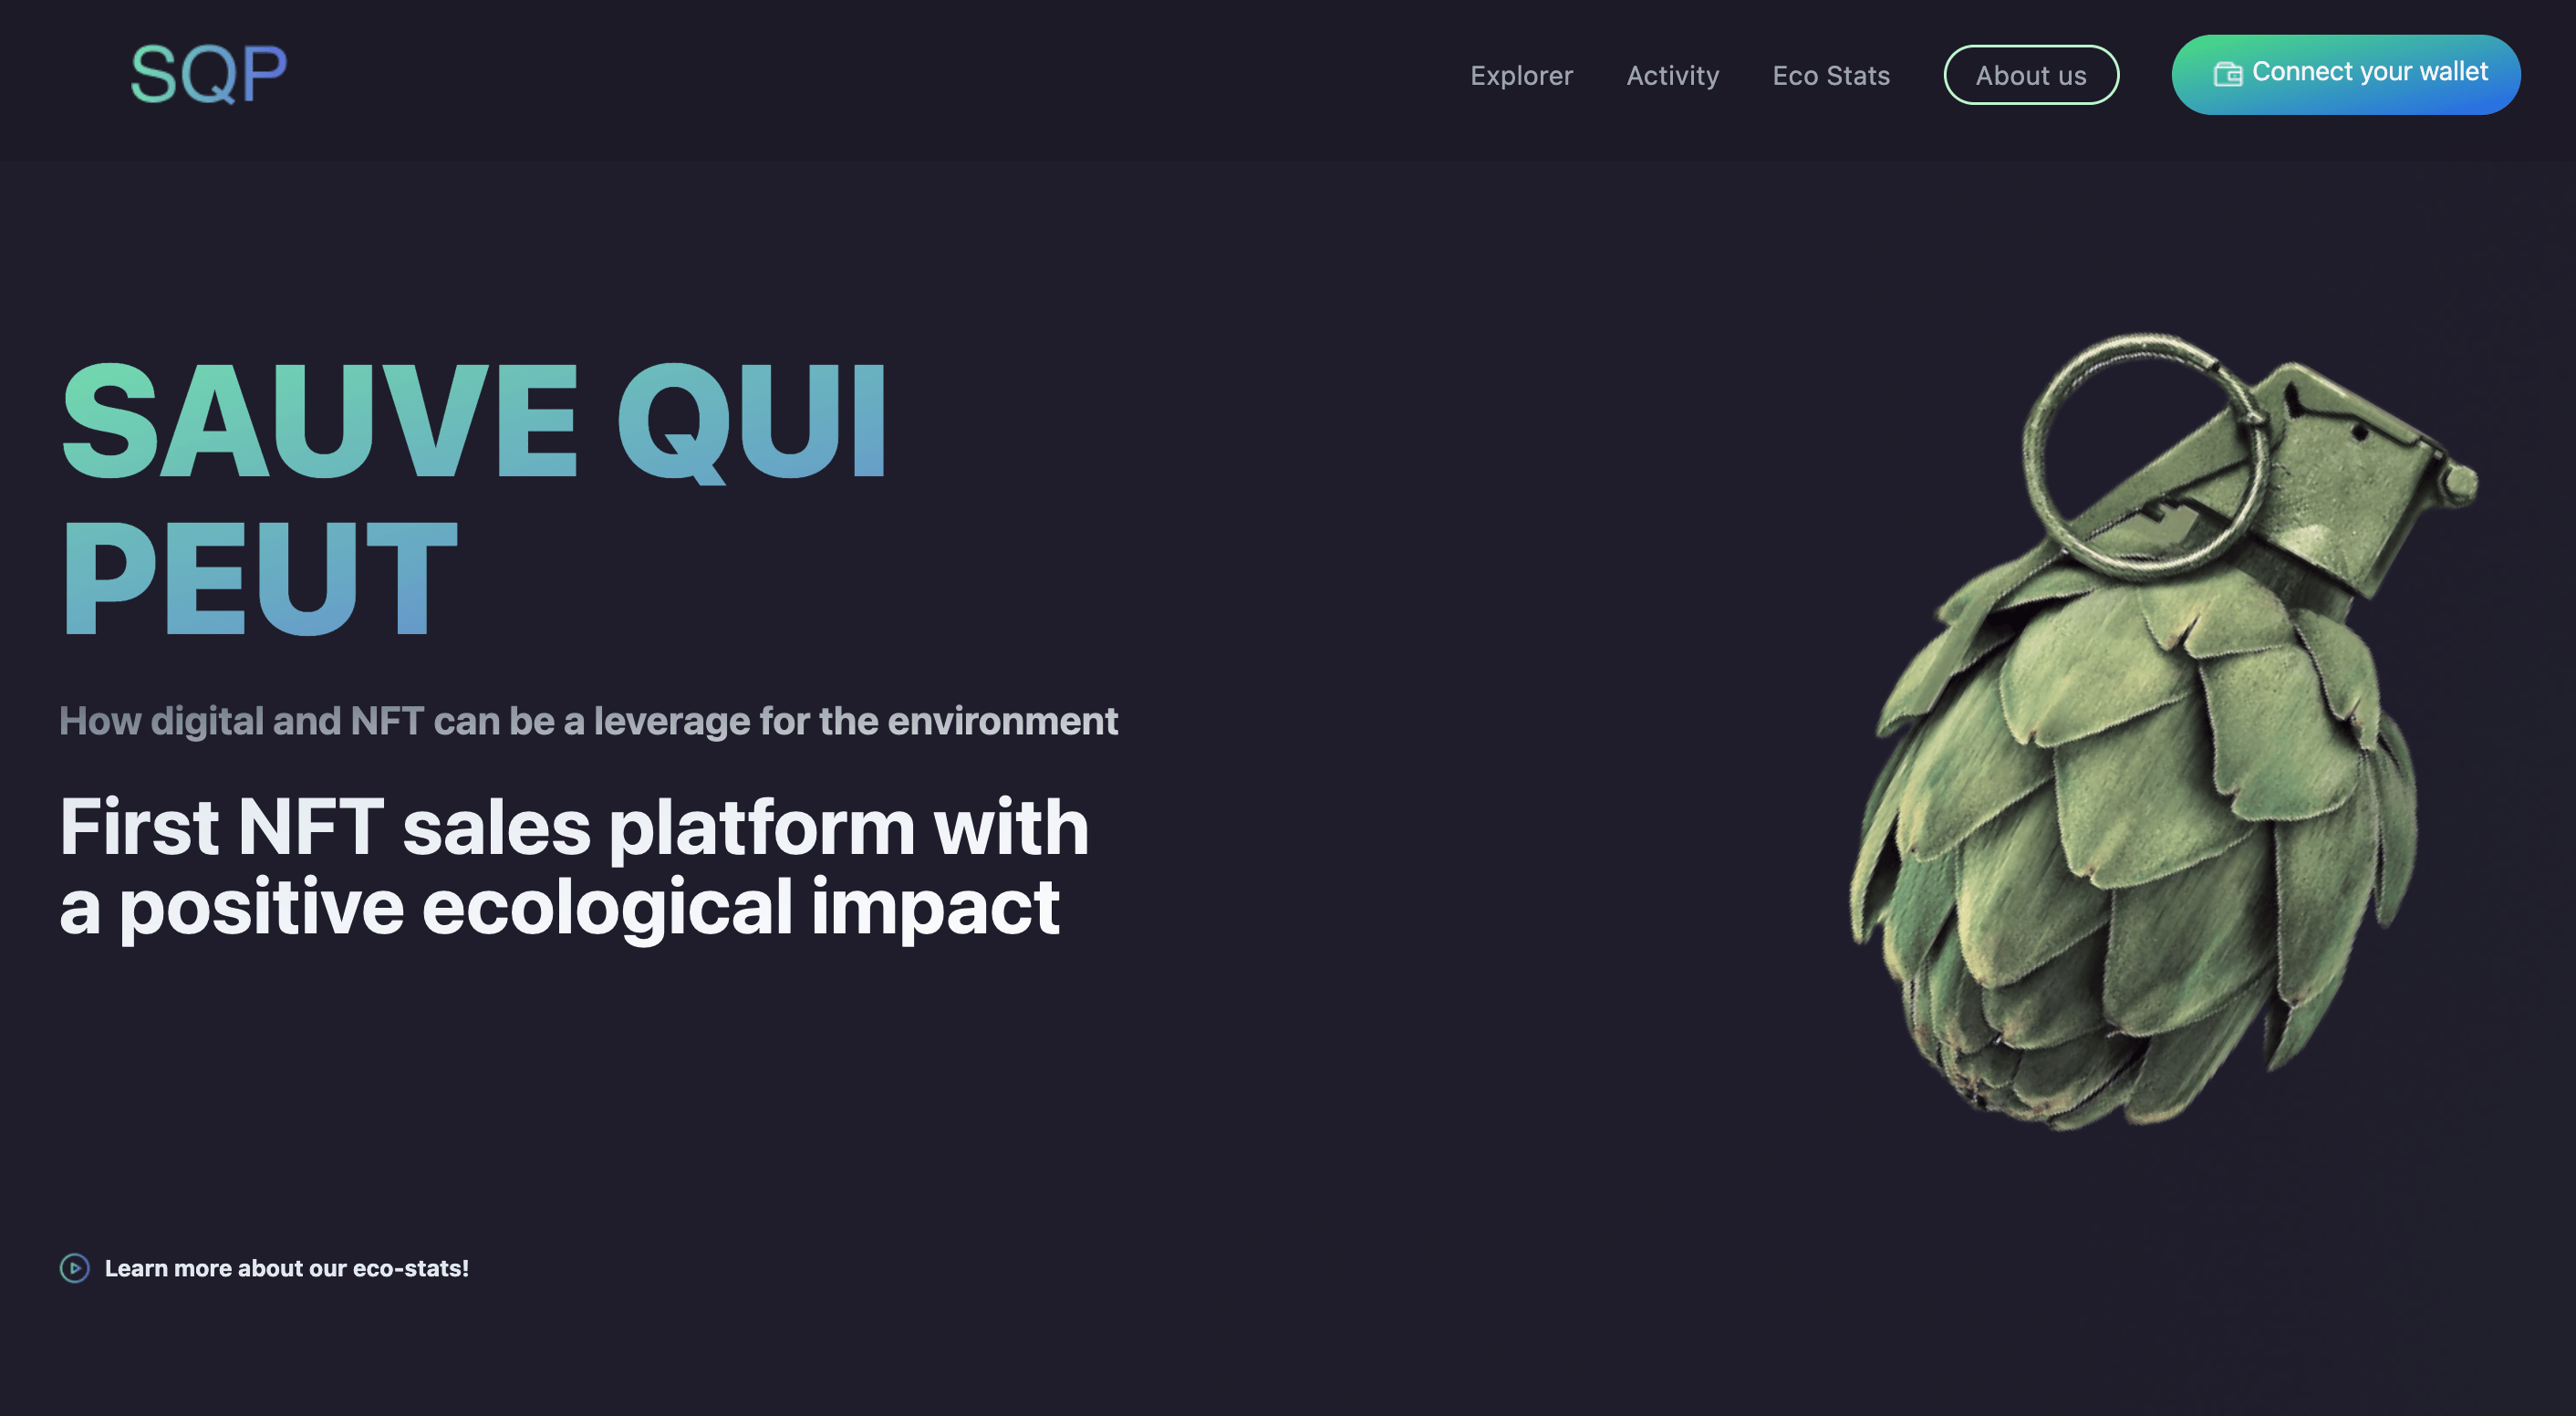 SQP
Explorer
Activity
Eco Stats
About us
Connect your wallet
SAUVE QUI
PEUT
How digital and NFT can be a leverage for the environment
First NFT sales platform with
a positive ecological impact
Learn more about our eco-stats!